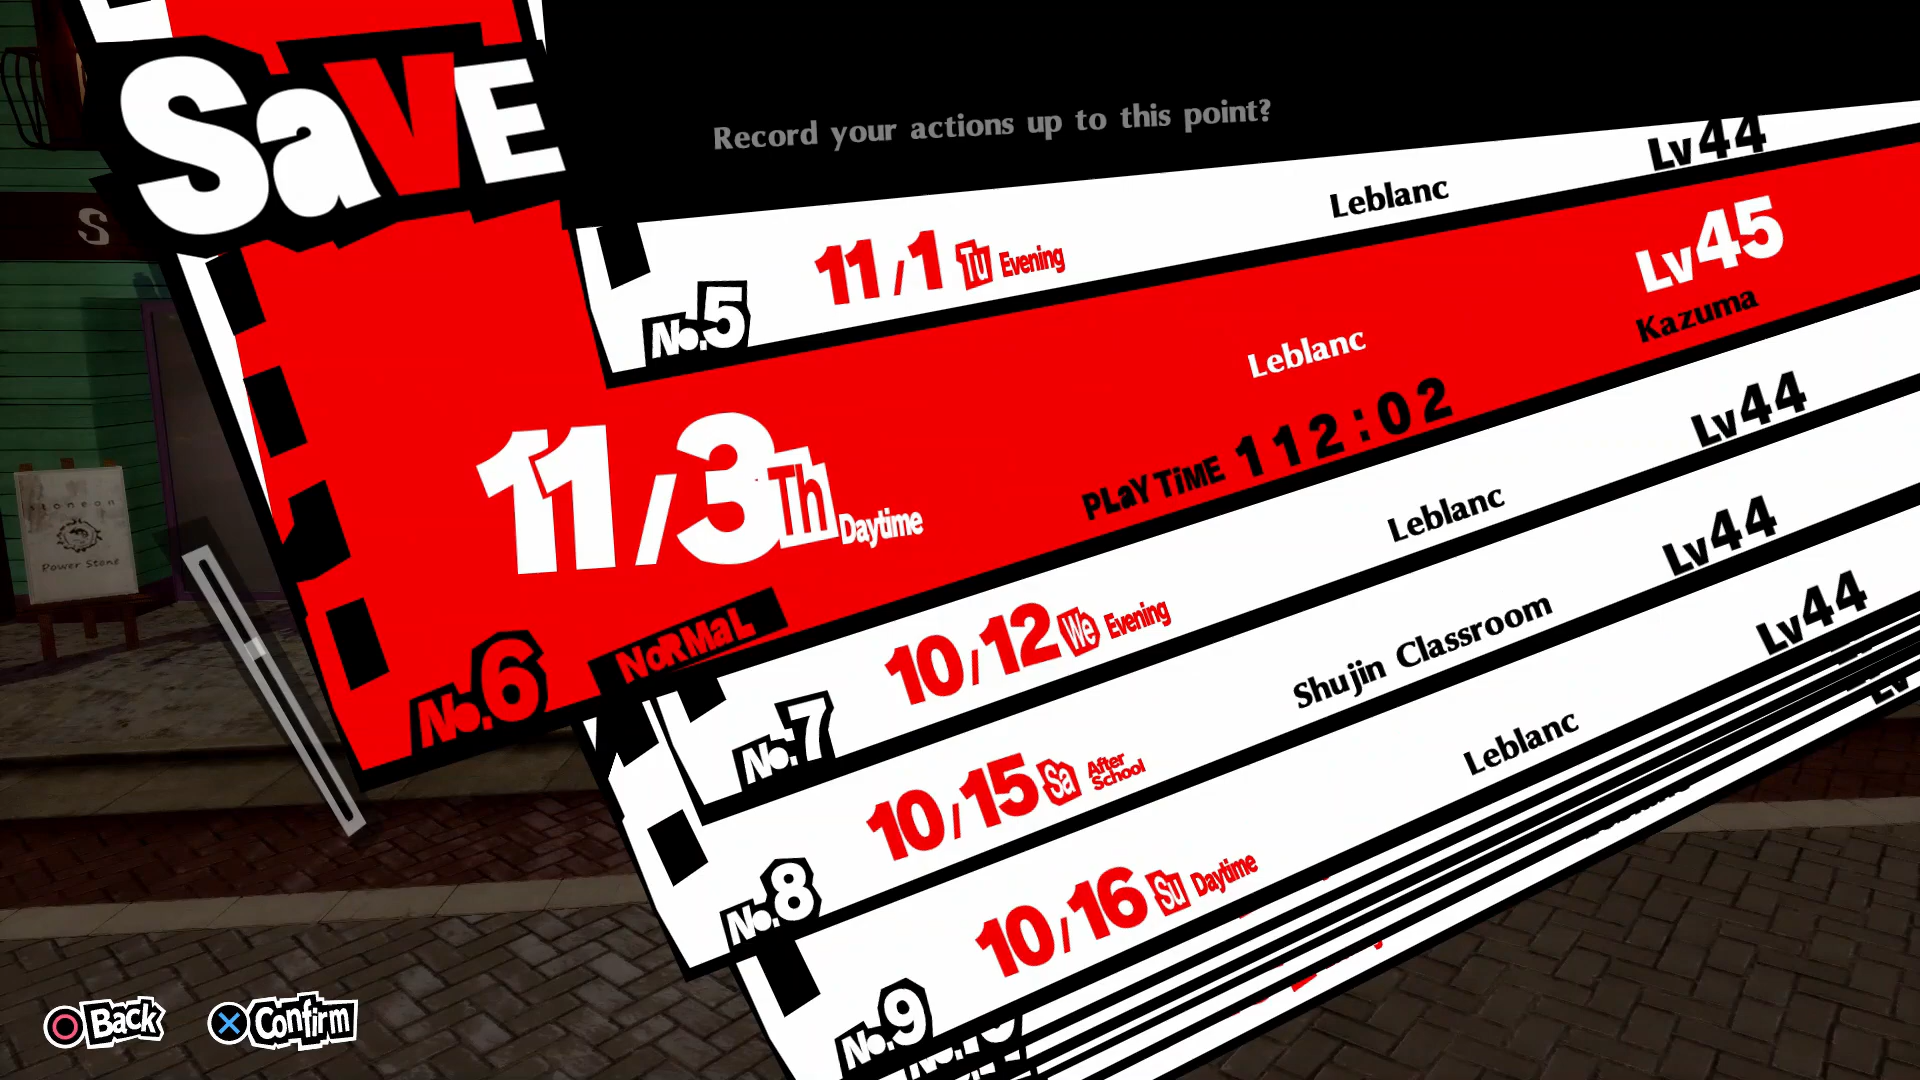 SaVE
Record your actions up to this point?
No.5 11/1 Tu Evening Leblanc Lv44
No.6 11/3 Th Daytime Leblanc Lv45
NoRMaL PLaY TiME 112:02 Kazuma
No.7 10/12 We Evening Leblanc Lv44
No.8 10/15 Sa After School Shujin Classroom Lv44
No.9 10/16 Su Daytime Leblanc Lv44
S
Power Stone
Back Confirm